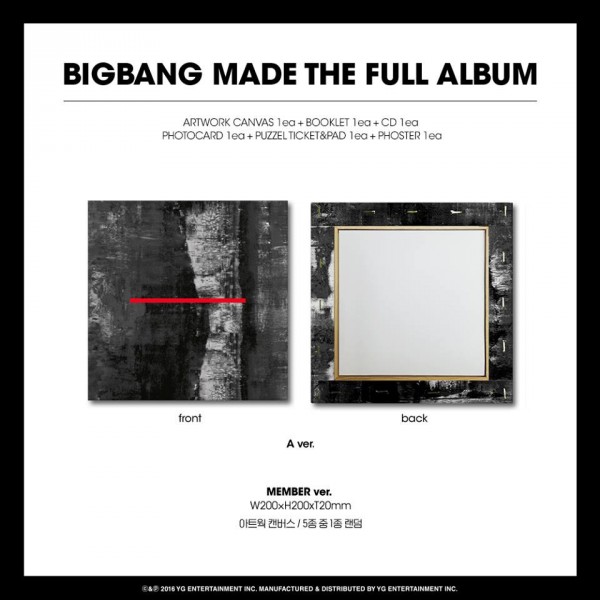 BIGBANG MADE THE FULL ALBUM
ARTWORK CANVAS 1ea + BOOKLET 1ea + CD 1ea
PHOTOCARD 1ea + PUZZEL TICKET&PAD 1ea + PHOSTER 1ea
front
back
A ver.
MEMBER ver.
W200×H200xT20mm
아트웍 캔버스 / 5종 중 1종 랜덤
©&℗ 2016 YG ENTERTAINMENT INC. MANUFACTURED & DISTRIBUTED BY YG ENTERTAINMENT INC.